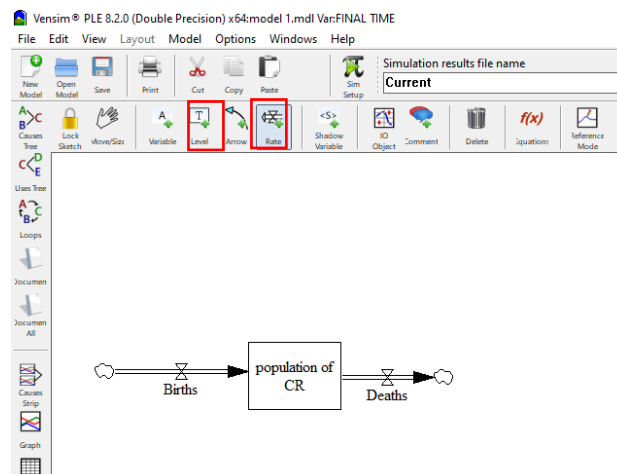 Vensim® PLE 8.2.0 (Double Precision) x64:model 1.mdl Var:FINAL TIME
File Edit View Layout Model Options Windows Help
New Model
Open Model
Save
Print
Cut
Copy
Paste
Sim Setup
Simulation results file name
Current
A B C
Causes Tree
Lock Sketch
Move/Size
A
Variable
T
Level
Arrow
Rate
<S>
Shadow Variable
IO Object
Comment
Delete
f(x)
Equations
Reference Mode
C D E
Uses Tree
A t C B
Loops
Documen
Documen All
Causes Strip
Graph
population of
CR
Births
Deaths